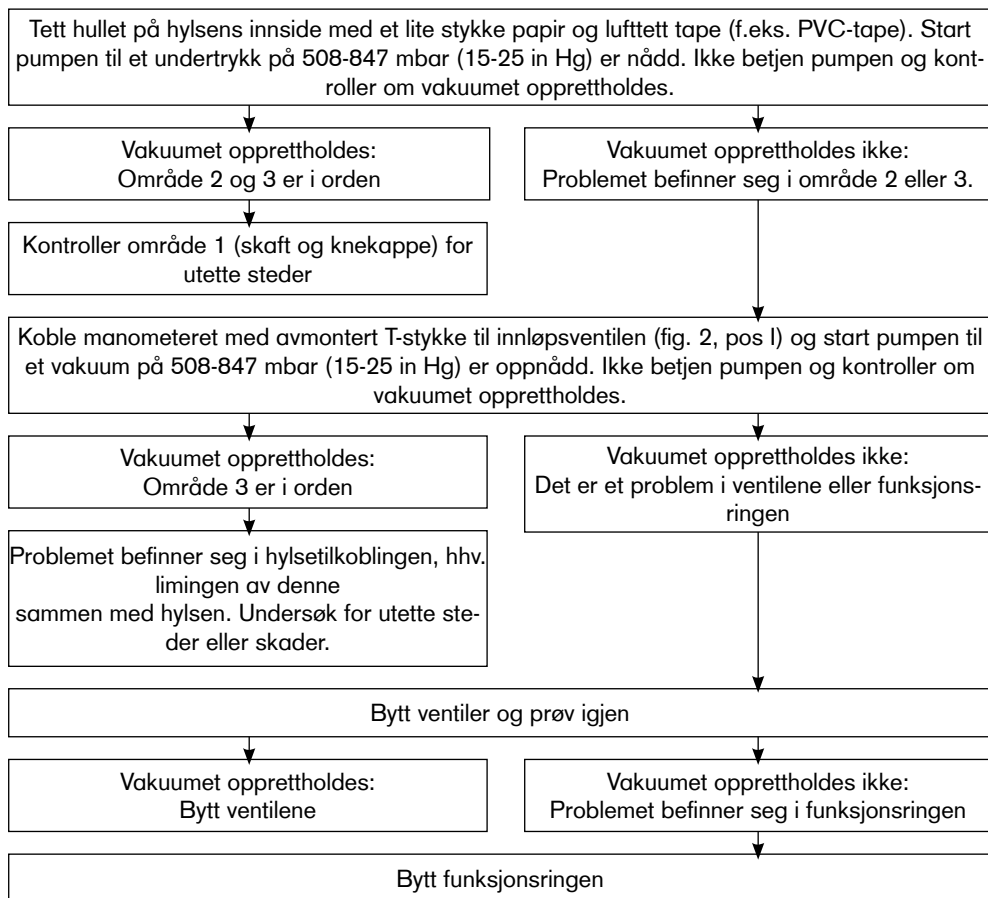 Tett hullet på hylsens innside med et lite stykke papir og lufttett tape (f.eks. PVC-tape). Start
pumpen til et undertrykk på 508-847 mbar (15-25 in Hg) er nådd. Ikke betjen pumpen og kont-
roller om vakuumet opprettholdes.
Vakuumet opprettholdes:
Område 2 og 3 er i orden
Vakuumet opprettholdes ikke:
Problemet befinner seg i område 2 eller 3.
Kontroller område 1 (skaft og knekappe) for
utette steder
Koble manometeret med avmontert T-stykke til innløpsventilen (fig. 2, pos I) og start pumpen til
et vakuum på 508-847 mbar (15-25 in Hg) er oppnådd. Ikke betjen pumpen og kontroller om
vakuumet opprettholdes.
Vakuumet opprettholdes:
Område 3 er i orden
Vakuumet opprettholdes ikke:
Det er et problem i ventilene eller funksjons-
ringen
Problemet befinner seg i hylsetilkoblingen, hhv.
limingen av denne
sammen med hylsen. Undersøk for utette ste-
der eller skader.
Bytt ventiler og prøv igjen
Vakuumet opprettholdes:
Bytt ventilene
Vakuumet opprettholdes ikke:
Problemet befinner seg i funksjonsringen
Bytt funksjonsringen